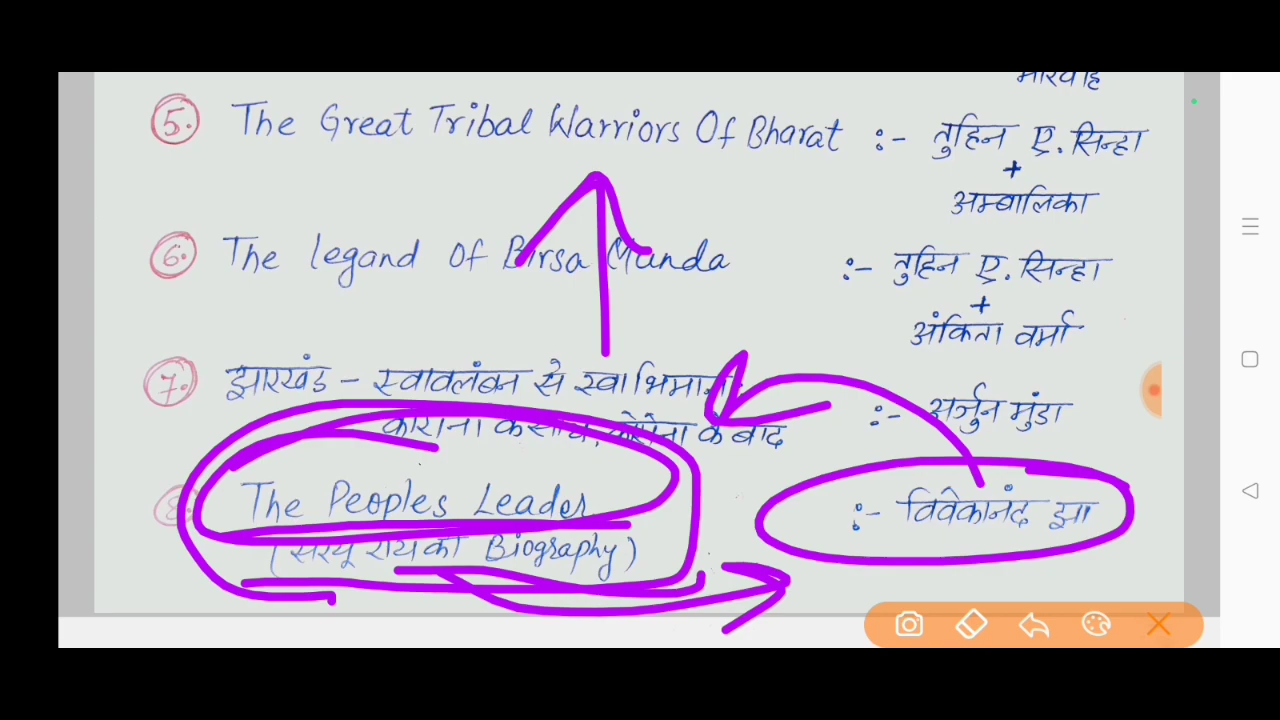 5. The Great Tribal Warriors Of Bharat :- तुहिन ए. सिन्हा
+
अम्बालिका
6. The legand Of Birsa Munda :- तुहिन ए. सिन्हा
+
अंकिता वर्मा
7. झारखंड - स्वावलंबन से स्वाभिमान
के साथ, कोरोना के बाद :- अर्जुन मुंडा
8. The Peoples Leader :- विवेकानंद झा
(सरयू राय का Biography)